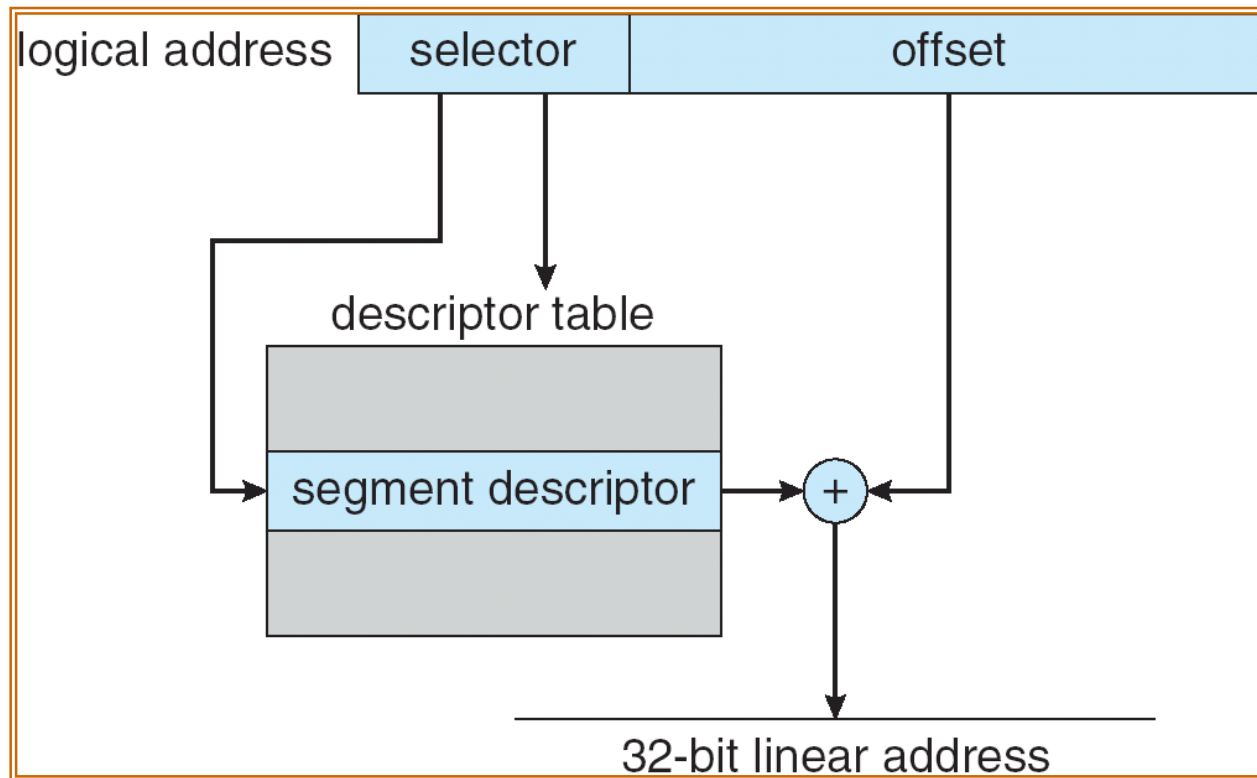 logical address selector offset
descriptor table
segment descriptor +
32-bit linear address